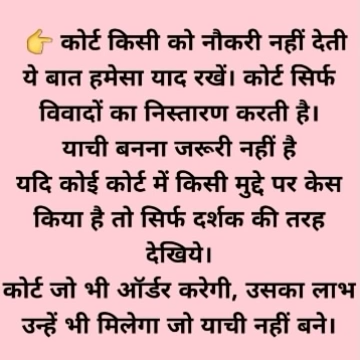 👉 कोर्ट किसी को नौकरी नहीं देती
ये बात हमेसा याद रखें। कोर्ट सिर्फ
विवादों का निस्तारण करती है।
याची बनना जरूरी नहीं है
यदि कोई कोर्ट में किसी मुद्दे पर केस
किया है तो सिर्फ दर्शक की तरह
देखिये।
कोर्ट जो भी ऑर्डर करेगी, उसका लाभ
उन्हें भी मिलेगा जो याची नहीं बने।